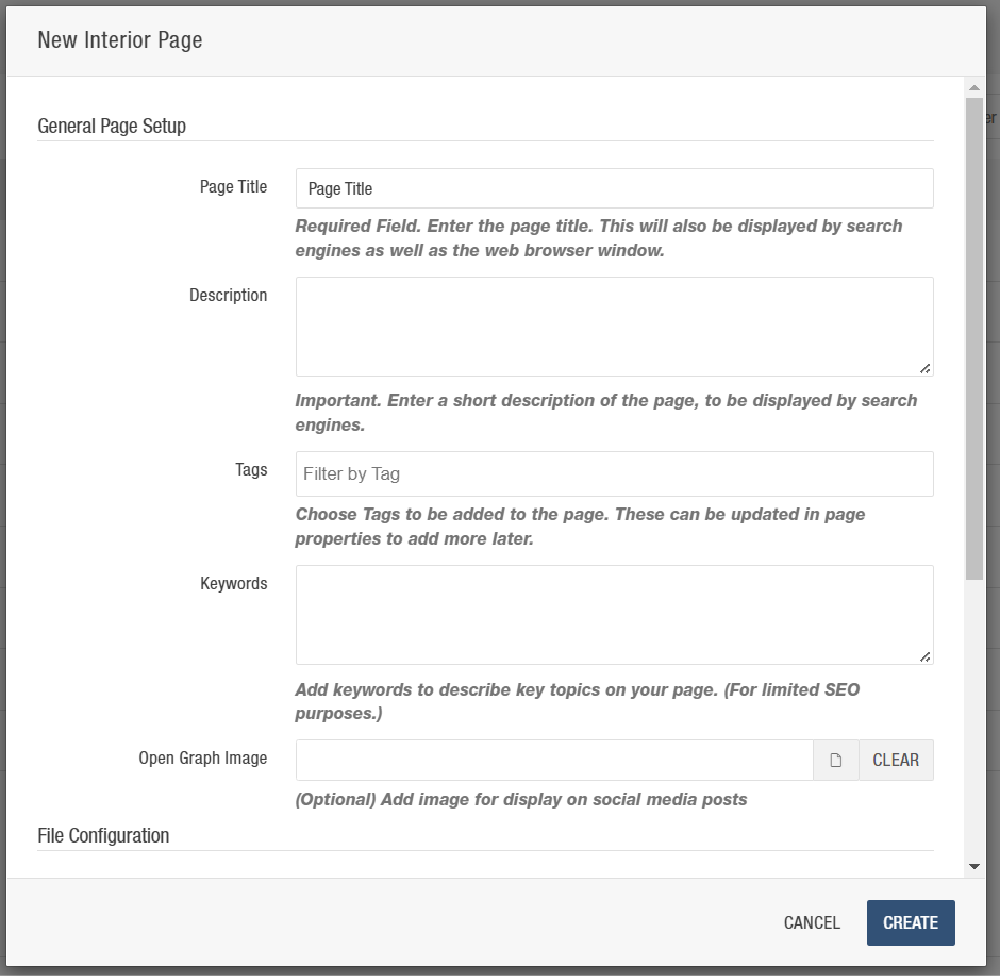 New Interior Page
er
General Page Setup
Page Title
Page Title
Required Field. Enter the page title. This will also be displayed by search
engines as well as the web browser window.
Description
Important. Enter a short description of the page, to be displayed by search
engines.
Tags
Filter by Tag
Choose Tags to be added to the page. These can be updated in page
properties to add more later.
Keywords
Add keywords to describe key topics on your page. (For limited SEO
purposes.)
Open Graph Image
CLEAR
(Optional) Add image for display on social media posts
File Configuration
CANCEL
CREATE